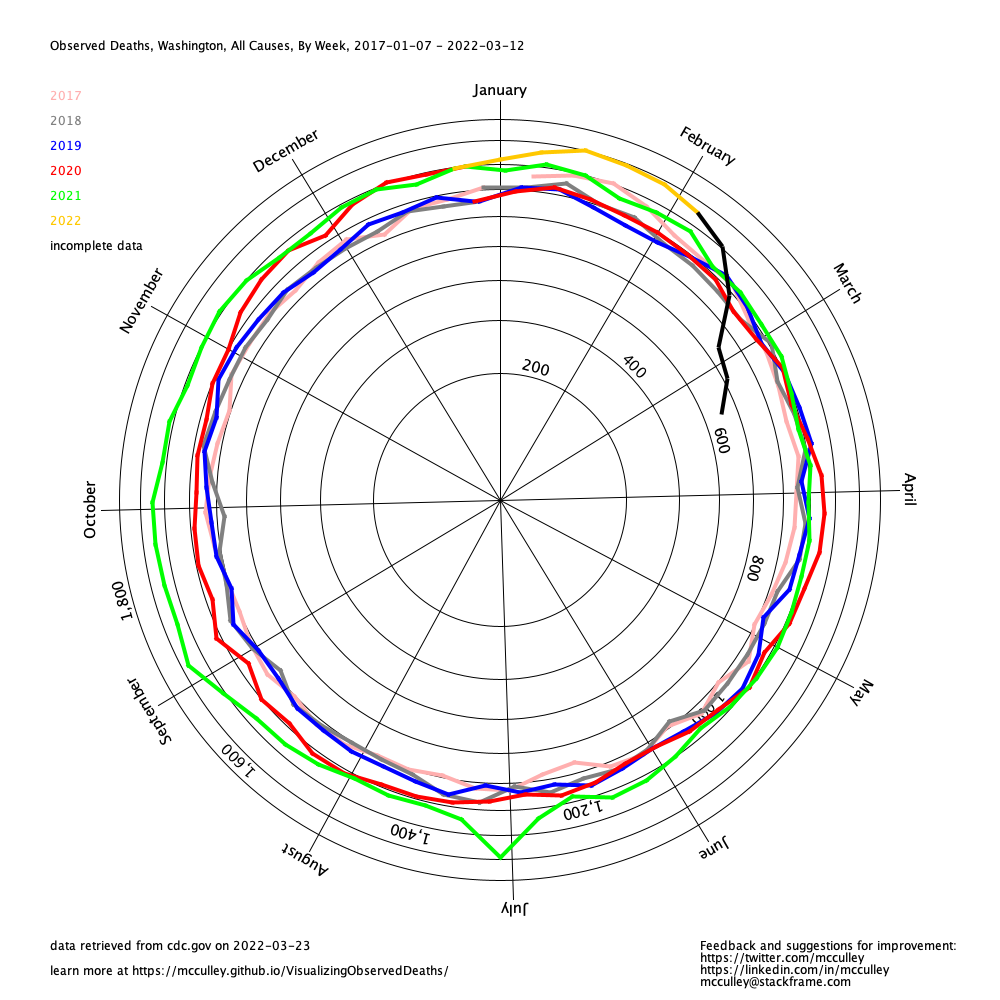 Observed Deaths, Washington, All Causes, By Week, 2017-01-07 - 2022-03-12
January
2017
2018
2019
2020
2021
2022
incomplete data
December
February
November
March
October
April
September
May
August
June
July
200
400
600
800
1,200
1,400
1,600
1,800
data retrieved from cdc.gov on 2022-03-23
learn more at https://mcculley.github.io/VisualizingObservedDeaths/
Feedback and suggestions for improvement:
https://twitter.com/mcculley
https://linkedin.com/in/mcculley
mcculley@stackframe.com